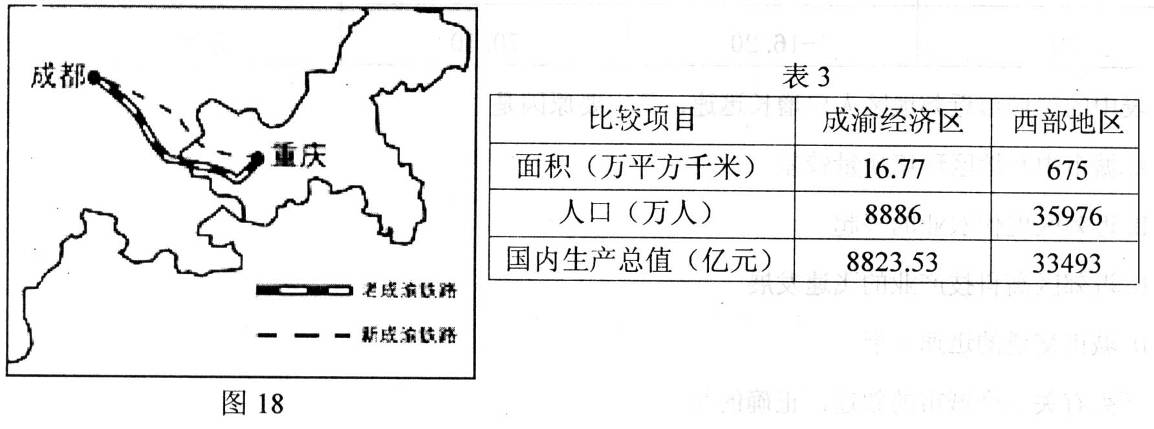 成都
重庆
老成渝铁路
新成渝铁路
图 18
表 3
比较项目 成渝经济区 西部地区
面积（万平方千米） 16.77 675
人口（万人） 8886 35976
国内生产总值（亿元） 8823.53 33493